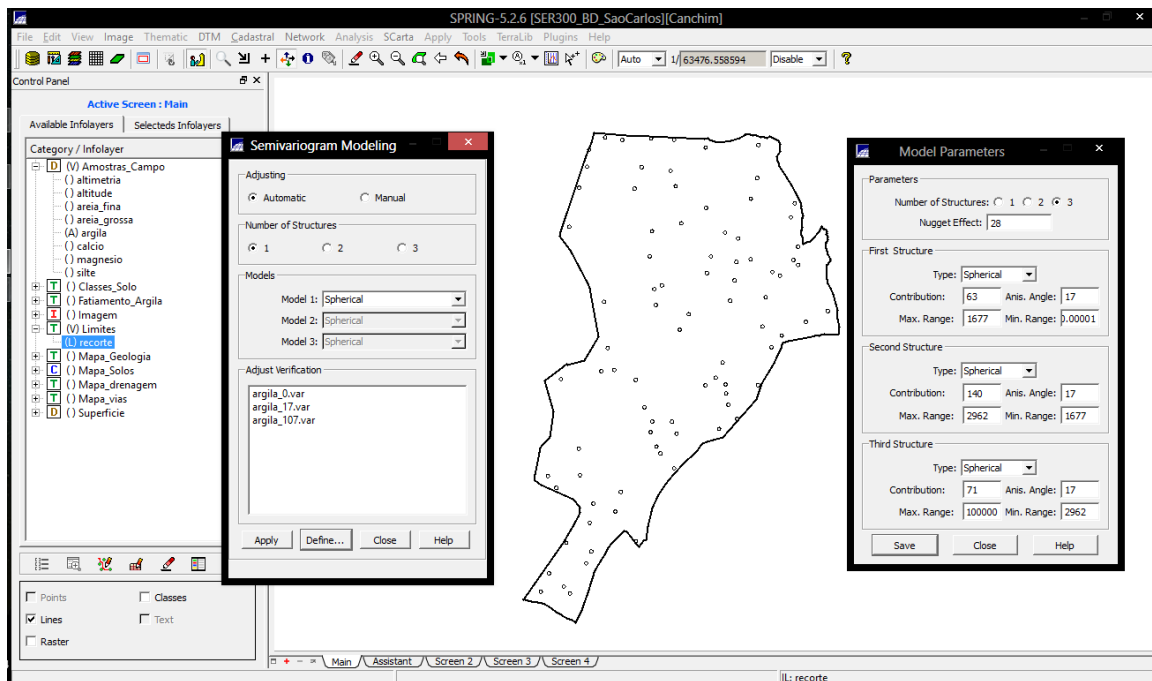 SPRING-5.2.6 [SER300_BD_SaoCarlos][Canchim]
File Edit View Image Thematic DTM Cadastral Network Analysis SCarta Apply Tools TerraLib Plugins Help
Auto 1/ 63476.558594 Disable
Control Panel
Active Screen : Main
Available Infolayers Selecteds Infolayers
Category / Infolayer
D (V) Amostras_Campo
() altimetria
() altitude
() areia_fina
() areia_grossa
(A) argila
() calcio
() magnesio
() silte
T () Classes_Solo
T () Fatiamento_Argila
I () Imagem
T (V) Limites
(L) recorte
T () Mapa_Geologia
C () Mapa_Solos
T () Mapa_drenagem
T () Mapa_vias
D () Superficie
Points Classes
Lines Text
Raster
Semivariogram Modeling
Adjusting
Automatic Manual
Number of Structures
1 2 3
Models
Model 1: Spherical
Model 2: Spherical
Model 3: Spherical
Adjust Verification
argila_0.var
argila_17.var
argila_107.var
Apply Define... Close Help
Model Parameters
Parameters
Number of Structures: 1 2 3
Nugget Effect: 28
First Structure
Type: Spherical
Contribution: 63 Anis. Angle: 17
Max. Range: 1677 Min. Range: 0.00001
Second Structure
Type: Spherical
Contribution: 140 Anis. Angle: 17
Max. Range: 2962 Min. Range: 1677
Third Structure
Type: Spherical
Contribution: 71 Anis. Angle: 17
Max. Range: 100000 Min. Range: 2962
Save Close Help
Main Assistant Screen 2 Screen 3 Screen 4
IL: recorte